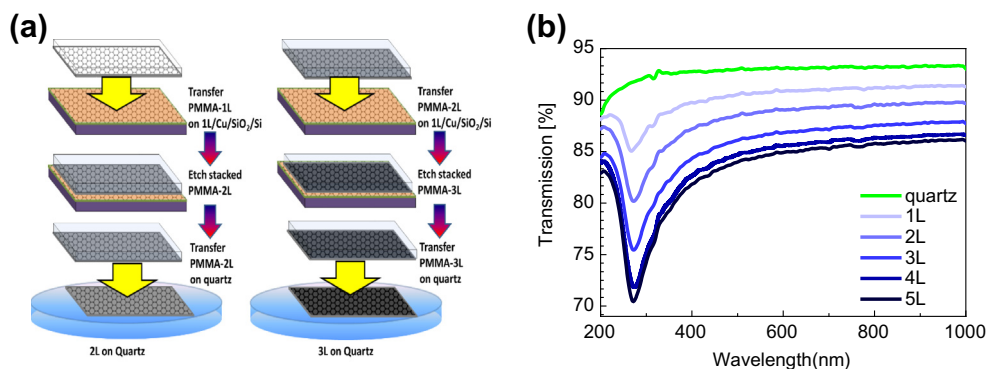 (a)
Transfer
PMMA-1L
on 1L/Cu/SiO₂/Si
Etch stacked
PMMA-2L
Transfer
PMMA-2L
on quartz
2L on Quartz
Transfer
PMMA-2L
on 1L/Cu/SiO₂/Si
Etch stacked
PMMA-3L
Transfer
PMMA-3L
on quartz
3L on Quartz
(b)
Transmission [%]
95
90
85
80
75
70
quartz
1L
2L
3L
4L
5L
200
400
600
800
1000
Wavelength(nm)